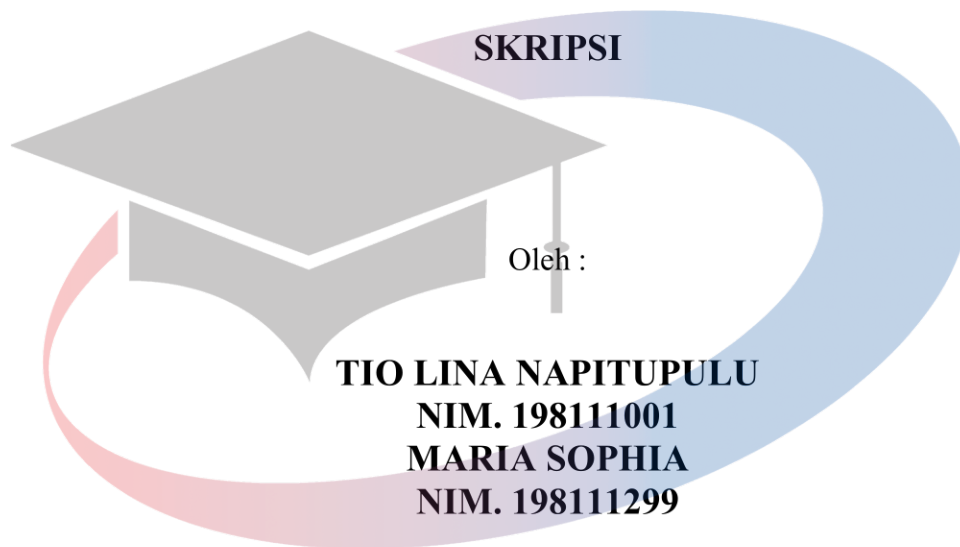 SKRIPSI
Oleh :
TIO LINA NAPITUPULU
NIM. 198111001
MARIA SOPHIA
NIM. 198111299